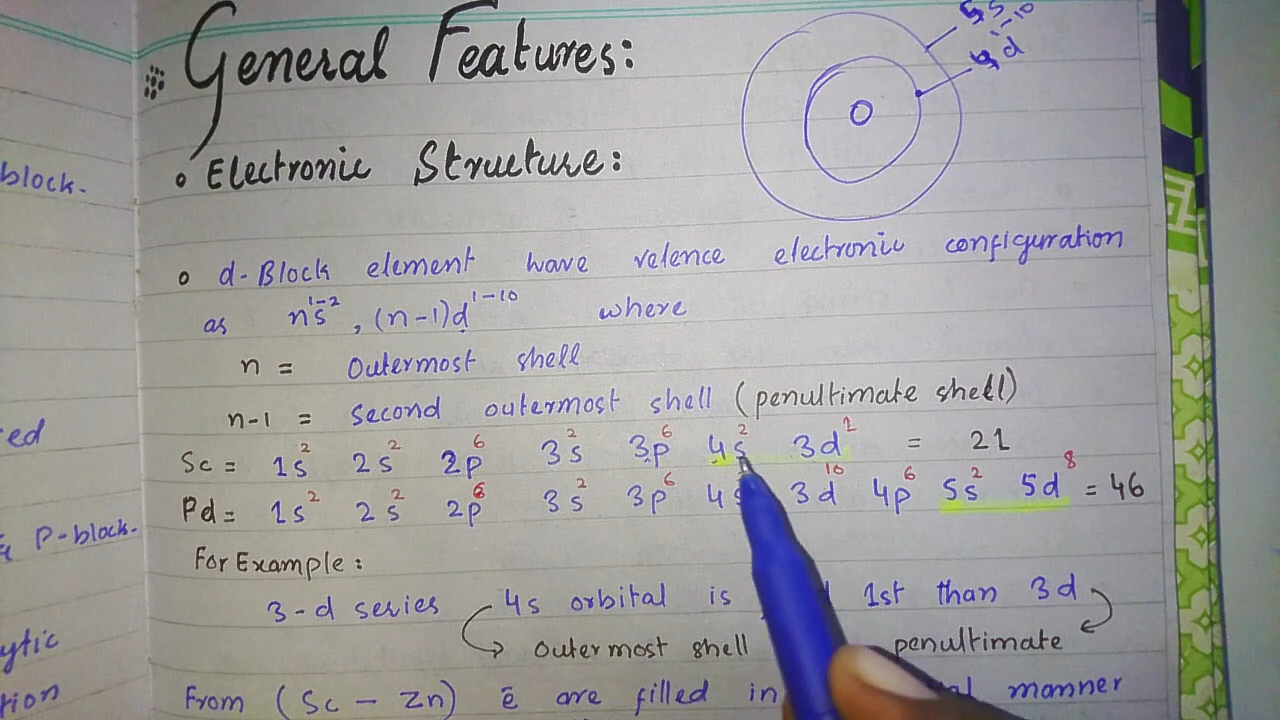 General Features:
5s
4d
block.
• Electronic Structure:
• d-Block element have valence electronic configuration
as ns¹⁻², (n-1)d¹⁻¹⁰ where
n = Outermost shell
n-1 = second outermost shell (penultimate shell)
ed
Sc = 1s² 2s² 2p⁶ 3s² 3p⁶ 4s² 3d¹ = 21
Pd = 1s² 2s² 2p⁶ 3s² 3p⁶ 4s 3d¹⁰ 4p⁶ 5s² 5d⁸ = 46
P-block.
For Example:
3-d series 4s orbital is 1st than 3d
outermost shell penultimate
ytic
tion
From (Sc - Zn) ē are filled in manner